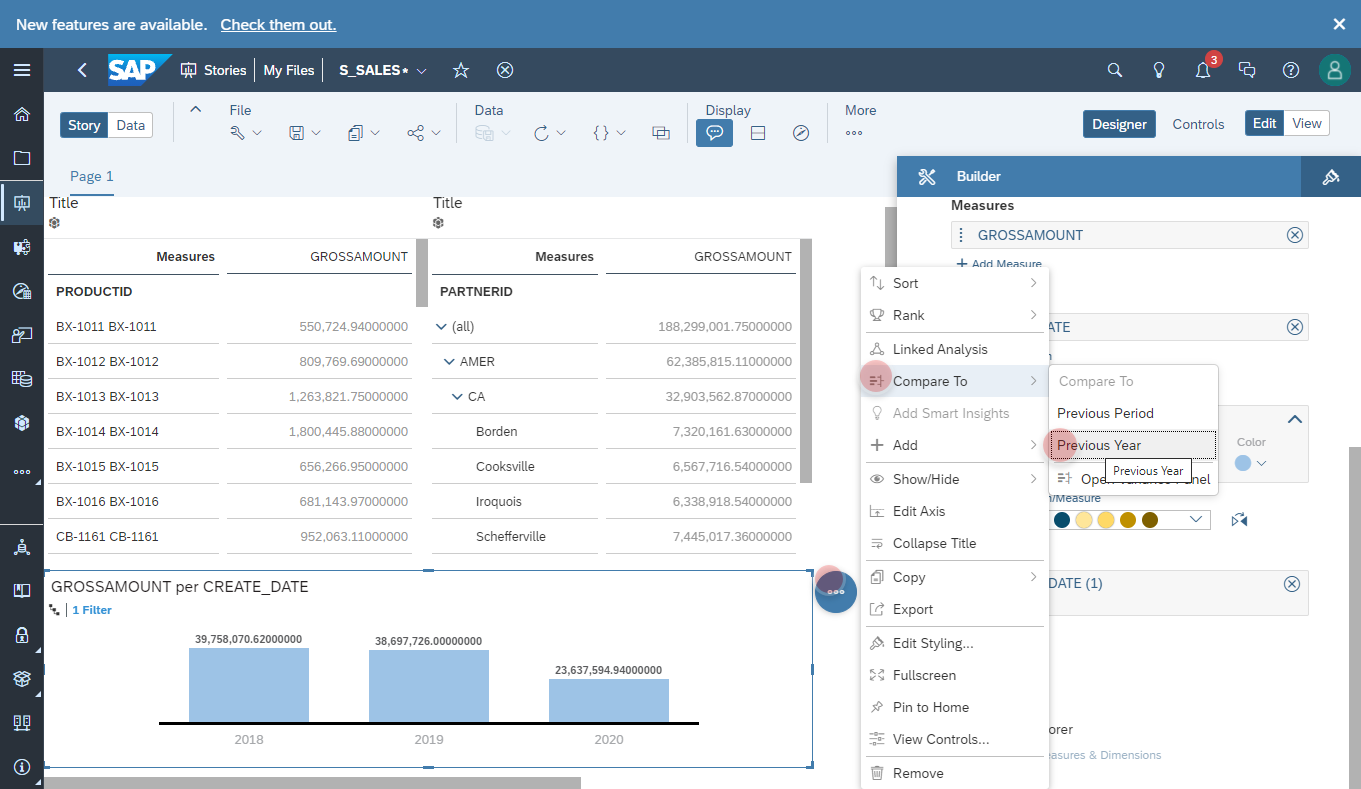 New features are available. Check them out.
SAP Stories My Files S_SALES* 3
Story Data
File
Data
Display
More
Designer Controls Edit View
Page 1
Builder
Title
Measures GROSSAMOUNT
PRODUCTID
BX-1011 BX-1011 550,724.94000000
BX-1012 BX-1012 809,769.69000000
BX-1013 BX-1013 1,263,821.75000000
BX-1014 BX-1014 1,800,445.88000000
BX-1015 BX-1015 656,266.95000000
BX-1016 BX-1016 681,143.97000000
CB-1161 CB-1161 952,063.11000000
Title
Measures GROSSAMOUNT
PARTNERID
(all) 188,299,001.75000000
AMER 62,385,815.11000000
CA 32,903,562.87000000
Borden 7,320,161.63000000
Cooksville 6,567,716.54000000
Iroquois 6,338,918.54000000
Schefferville 7,445,017.36000000
GROSSAMOUNT per CREATE_DATE
1 Filter
39,758,070.62000000
38,697,726.00000000
23,637,594.94000000
2018 2019 2020
Sort
Rank
Linked Analysis
Compare To
Add Smart Insights
Add
Show/Hide
Edit Axis
Collapse Title
Copy
Export
Edit Styling...
Fullscreen
Pin to Home
View Controls...
Remove
Compare To
Previous Period
Previous Year
Previous Year
Open Variance Panel
Measures
GROSSAMOUNT
+ Add Measure
ATE
Color
n/Measure
DATE (1)
orer
easures & Dimensions